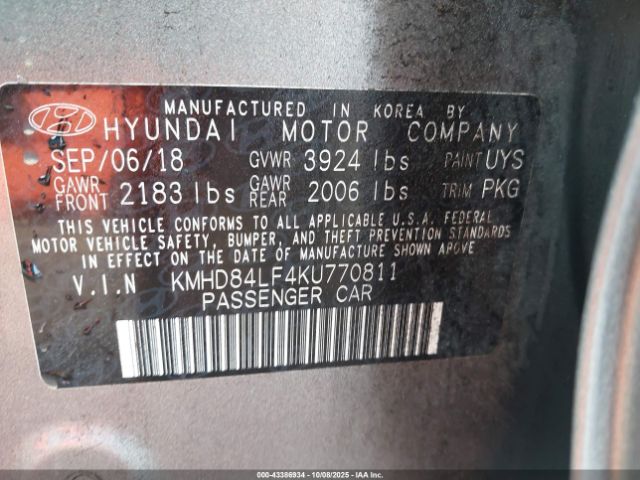 MANUFACTURED IN KOREA BY
HYUNDAI MOTOR COMPANY
SEP/06/18 GVWR 3924 lbs PAINT UYS
GAWR FRONT 2183 lbs GAWR REAR 2006 lbs TRIM PKG
THIS VEHICLE CONFORMS TO ALL APPLICABLE U.S.A. FEDERAL
MOTOR VEHICLE SAFETY, BUMPER, AND THEFT PREVENTION STANDARDS
IN EFFECT ON THE DATE OF MANUFACTURE SHOWN ABOVE
V.I.N KMHD84LF4KU770811
PASSENGER CAR
000-43386934 10/08/2025 IAAI.COM